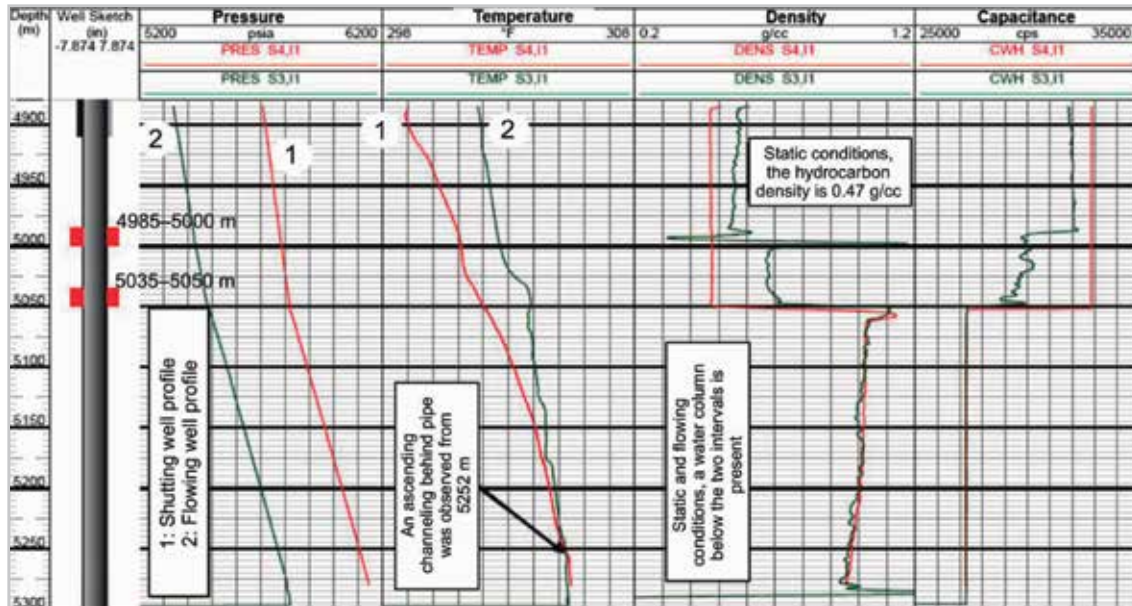 Depth
(m)
Well Sketch
(in)
-7.874 7.874
Pressure
5200 psia 6200
PRES S4,I1
PRES S3,I1
Temperature
298 °F 308
TEMP S4,I1
TEMP S3,I1
Density
0.2 g/cc 1.2
DENS S4,I1
DENS S3,I1
Capacitance
25000 cps 35000
CWH S4,I1
CWH S3,I1
4900
4950
5000
5050
5100
5150
5200
5250
5300
4985–5000 m
5035–5050 m
2
1
1
2
1: Shutting well profile
2: Flowing well profile
An ascending
channeling behind pipe
was observed from
5252 m
Static conditions,
the hydrocarbon
density is 0.47 g/cc
Static and flowing
conditions, a water column
below the two intervals is
present